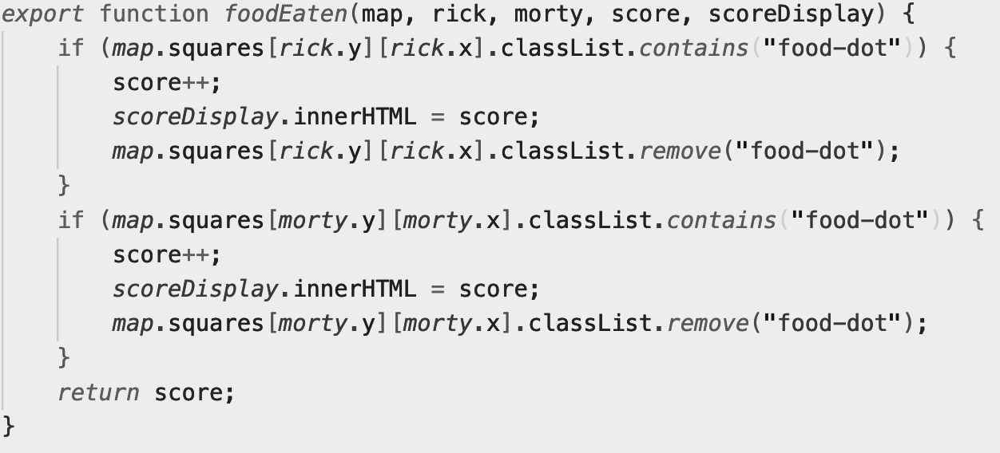 export function foodEaten(map, rick, morty, score, scoreDisplay) {
    if (map.squares[rick.y][rick.x].classList.contains("food-dot")) {
        score++;
        scoreDisplay.innerHTML = score;
        map.squares[rick.y][rick.x].classList.remove("food-dot");
    }
    if (map.squares[morty.y][morty.x].classList.contains("food-dot")) {
        score++;
        scoreDisplay.innerHTML = score;
        map.squares[morty.y][morty.x].classList.remove("food-dot");
    }
    return score;
}